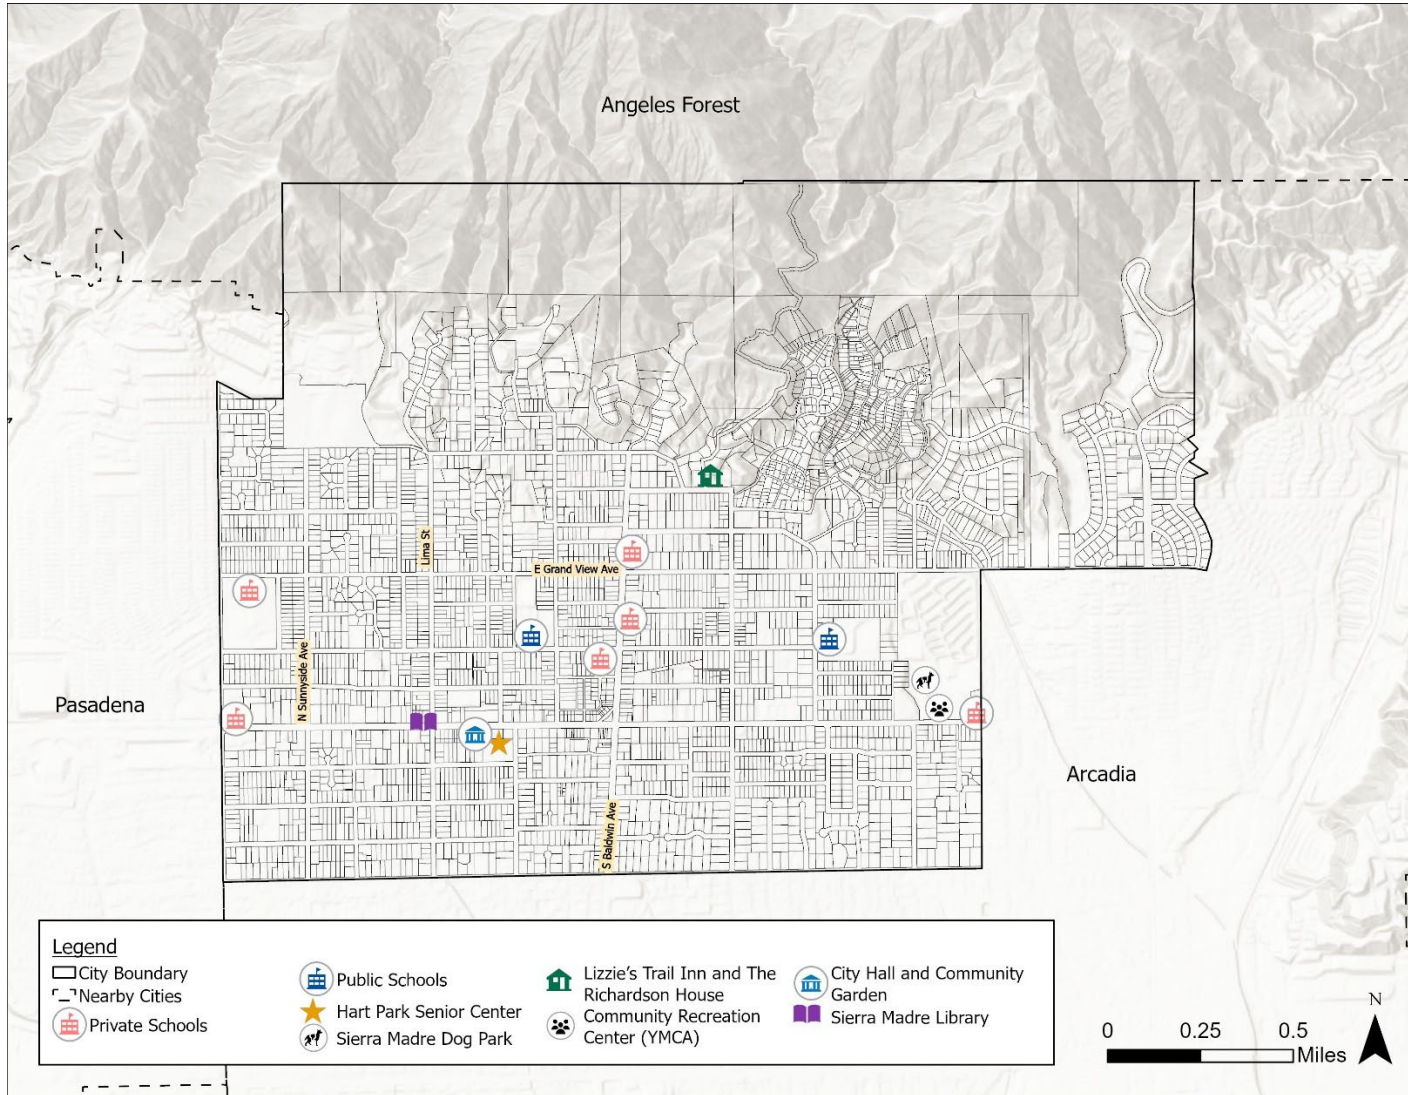 Angeles Forest
Lima St
E Grand View Ave
N Sunnyside Ave
Pasadena
Arcadia
S Baldwin Ave
Legend
City Boundary
Nearby Cities
Private Schools
Public Schools
Hart Park Senior Center
Sierra Madre Dog Park
Lizzie's Trail Inn and The
Richardson House
Community Recreation
Center (YMCA)
City Hall and Community
Garden
Sierra Madre Library
N
0 0.25 0.5
Miles